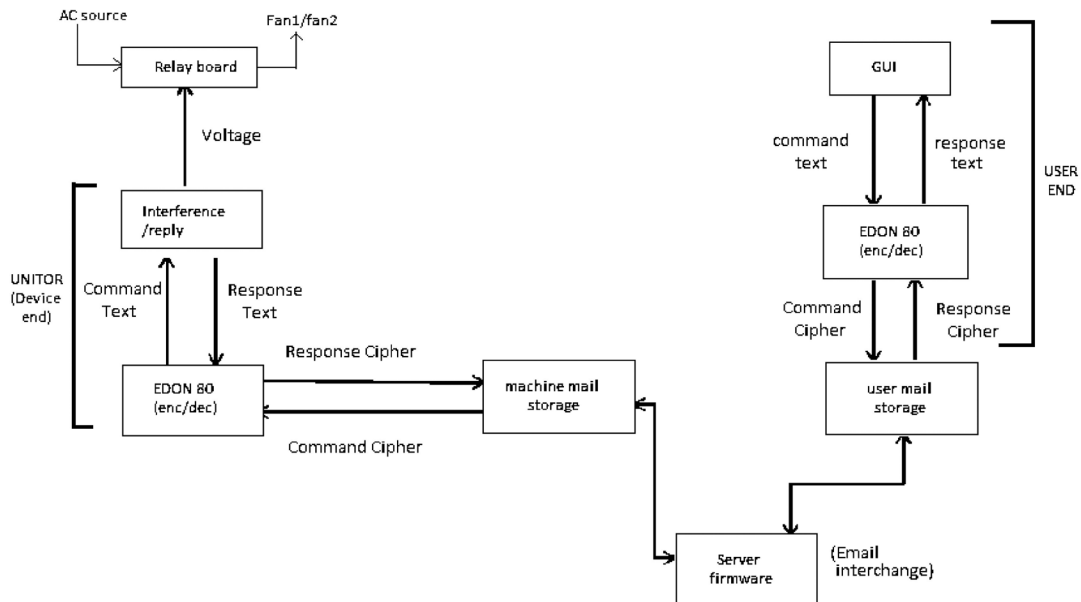 AC source
Fan1/fan2
Relay board
Voltage
Interference
/reply
UNITOR
(Device
end)
Command
Text
Response
Text
EDON 80
(enc/dec)
Response Cipher
Command Cipher
machine mail
storage
Server
firmware
(Email
interchange)
GUI
command
text
response
text
USER
END
EDON 80
(enc/dec)
Command
Cipher
Response
Cipher
user mail
storage